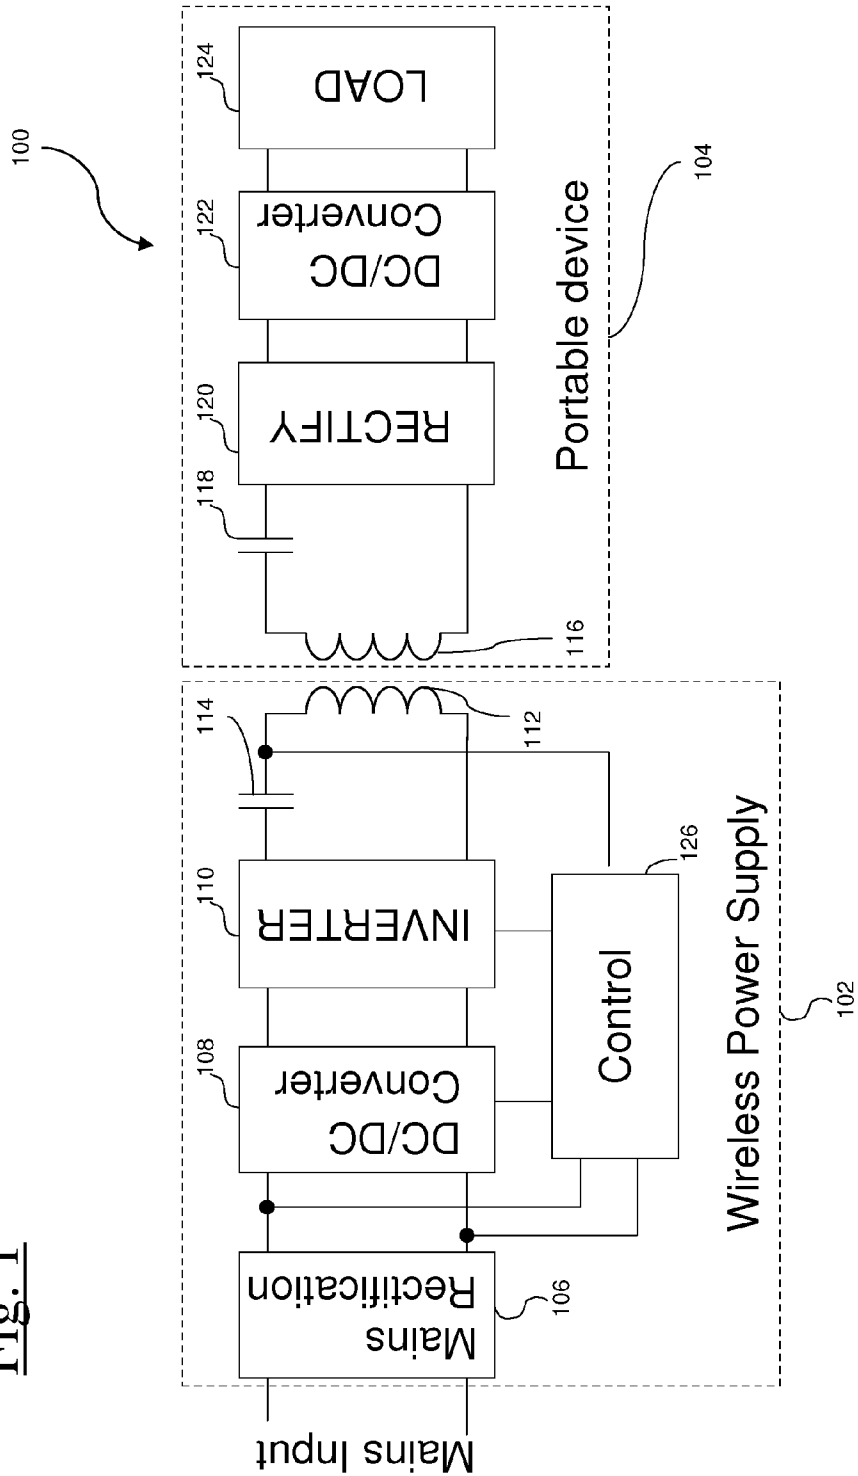 Fig. 1
100
Mains Input
Mains
Rectification
106
DC/DC
Converter
108
INVERTER
110
114
112
Control
126
Wireless Power Supply
102
116
118
RECTIFY
120
DC/DC
Converter
122
LOAD
124
Portable device
104